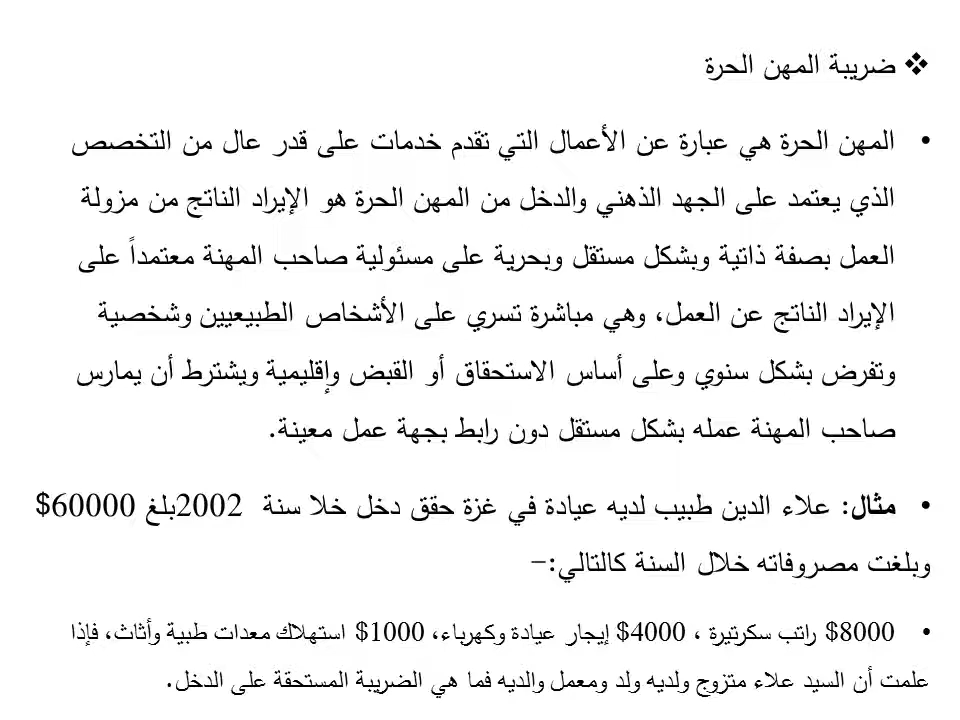 ❖ ضريبة المهن الحرة
• المهن الحرة هي عبارة عن الأعمال التي تقدم خدمات على قدر عال من التخصص
الذي يعتمد على الجهد الذهني والدخل من المهن الحرة هو الإيراد الناتج من مزولة
العمل بصفة ذاتية وبشكل مستقل وبحرية على مسئولية صاحب المهنة معتمداً على
الإيراد الناتج عن العمل، وهي مباشرة تسري على الأشخاص الطبيعيين وشخصية
وتفرض بشكل سنوي وعلى أساس الاستحقاق أو القبض وإقليمية ويشترط أن يمارس
صاحب المهنة عمله بشكل مستقل دون رابط بجهة عمل معينة.
• مثال: علاء الدين طبيب لديه عيادة في غزة حقق دخل خلا سنة 2002بلغ 60000$
وبلغت مصروفاته خلال السنة كالتالي:-
• 8000$ راتب سكرتيرة ، 4000$ إيجار عيادة وكهرباء، 1000$ استهلاك معدات طبية وأثاث، فإذا
علمت أن السيد علاء متزوج ولديه ولد ومعمل والديه فما هي الضريبة المستحقة على الدخل.